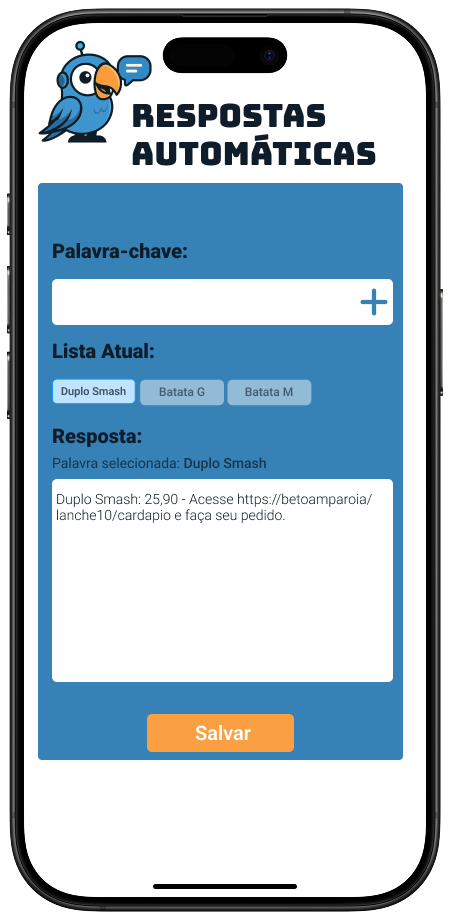 RESPOSTAS
AUTOMÁTICAS
Palavra-chave:
Lista Atual:
Duplo Smash Batata G Batata M
Resposta:
Palavra selecionada: Duplo Smash
Duplo Smash: 25,90 - Acesse https://betoamparoia/
lanche10/cardapio e faça seu pedido.
Salvar